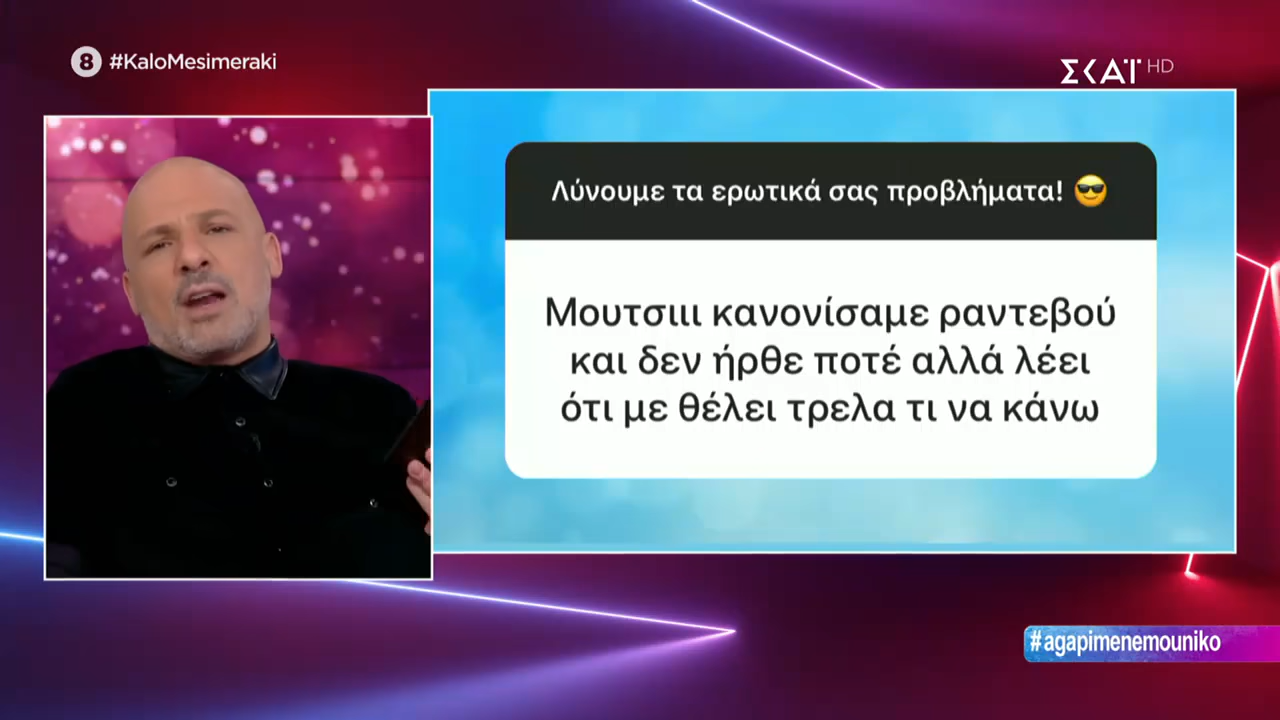 8 #KaloMesimeraki
ΣΚΑΪ HD
Λύνουμε τα ερωτικά σας προβλήματα! 😎
Μουτσιιι κανονίσαμε ραντεβού
και δεν ήρθε ποτέ αλλά λέει
ότι με θέλει τρελα τι να κάνω
#agapimenemouniko